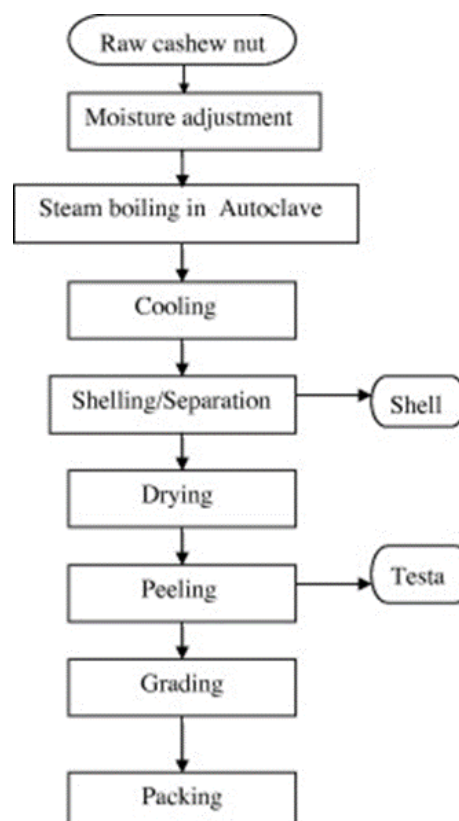 Raw cashew nut
Moisture adjustment
Steam boiling in Autoclave
Cooling
Shelling/Separation
Shell
Drying
Peeling
Testa
Grading
Packing